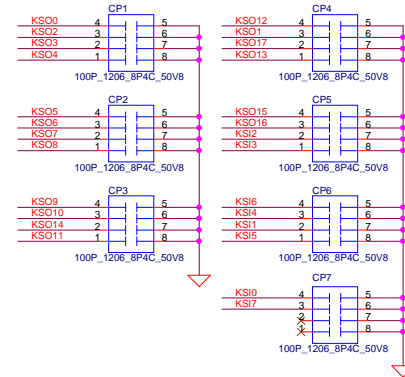 CP1
KSO0 4 5
KSO2 3 6
KSO3 2 7
KSO4 1 8
100P_1206_8P4C_50V8
CP4
KSO12 4 5
KSO1 3 6
KSO17 2 7
KSO13 1 8
100P_1206_8P4C_50V8
CP2
KSO5 4 5
KSO6 3 6
KSO7 2 7
KSO8 1 8
100P_1206_8P4C_50V8
CP5
KSO15 4 5
KSO16 3 6
KSI2 2 7
KSI3 1 8
100P_1206_8P4C_50V8
CP3
KSO9 4 5
KSO10 3 6
KSO14 2 7
KSO11 1 8
100P_1206_8P4C_50V8
CP6
KSI6 4 5
KSI4 3 6
KSI1 2 7
KSI5 1 8
100P_1206_8P4C_50V8
CP7
KSI0 4 5
KSI7 3 6
2 7
1 8
100P_1206_8P4C_50V8